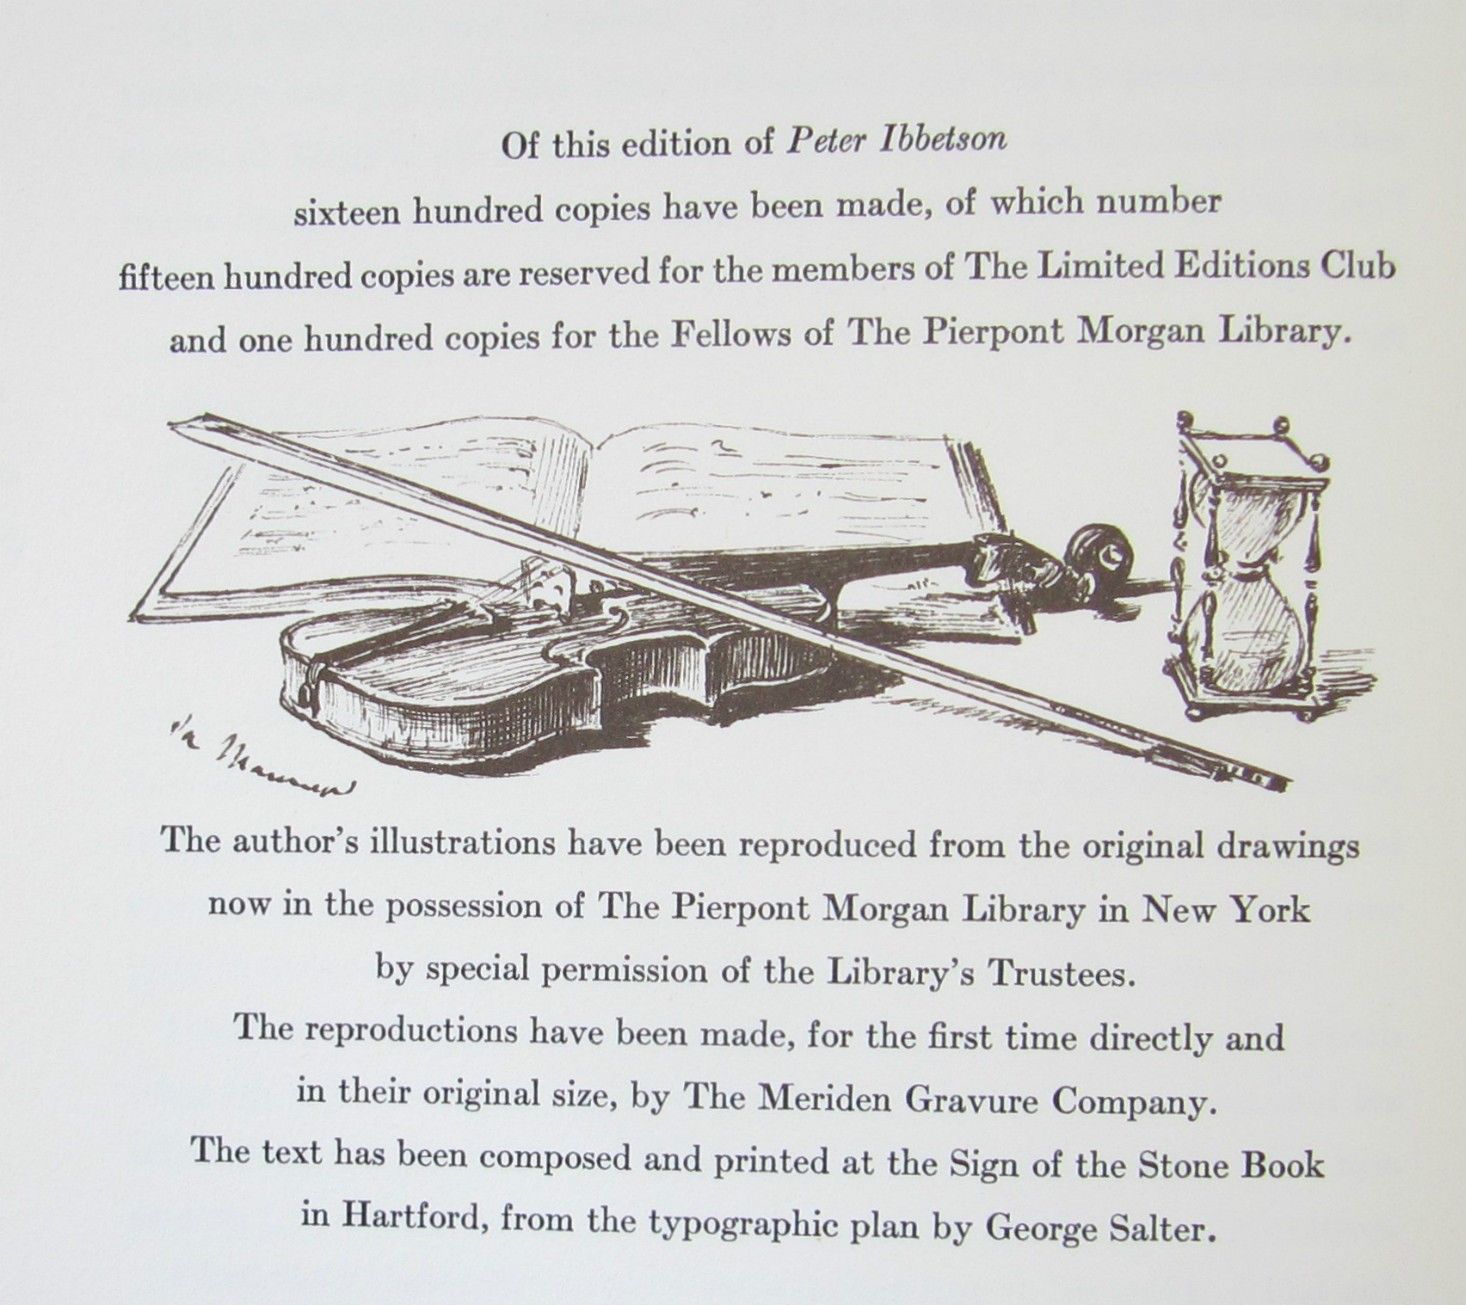 Of this edition of Peter Ibbetson
sixteen hundred copies have been made, of which number
fifteen hundred copies are reserved for the members of The Limited Editions Club
and one hundred copies for the Fellows of The Pierpont Morgan Library.
The author's illustrations have been reproduced from the original drawings
now in the possession of The Pierpont Morgan Library in New York
by special permission of the Library's Trustees.
The reproductions have been made, for the first time directly and
in their original size, by The Meriden Gravure Company.
The text has been composed and printed at the Sign of the Stone Book
in Hartford, from the typographic plan by George Salter.